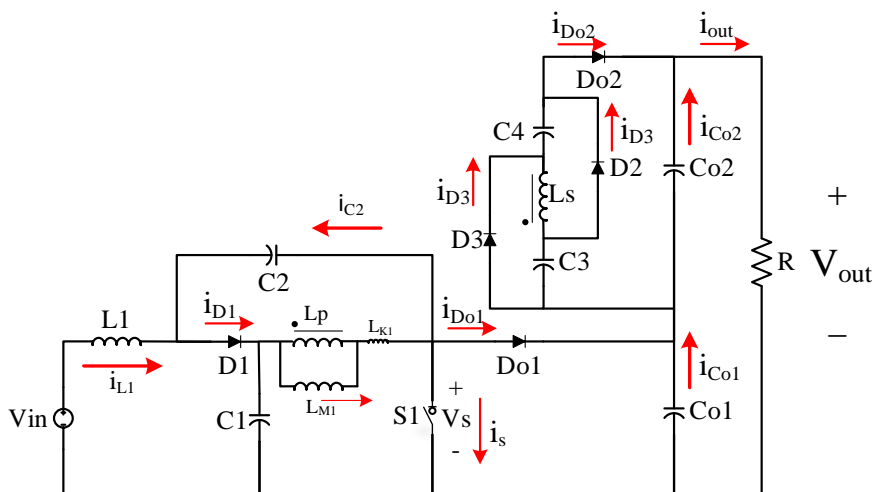 iDo2
iout
Do2
C4
iD3
iCo2
D2
iD3
Ls
Co2
+
iC2
D3
C3
R
Vout
C2
iD1
Lp
LK1
iDo1
−
L1
D1
Do1
iCo1
iL1
+
Vin
C1
LM1
S1
Vs
is
Co1
-